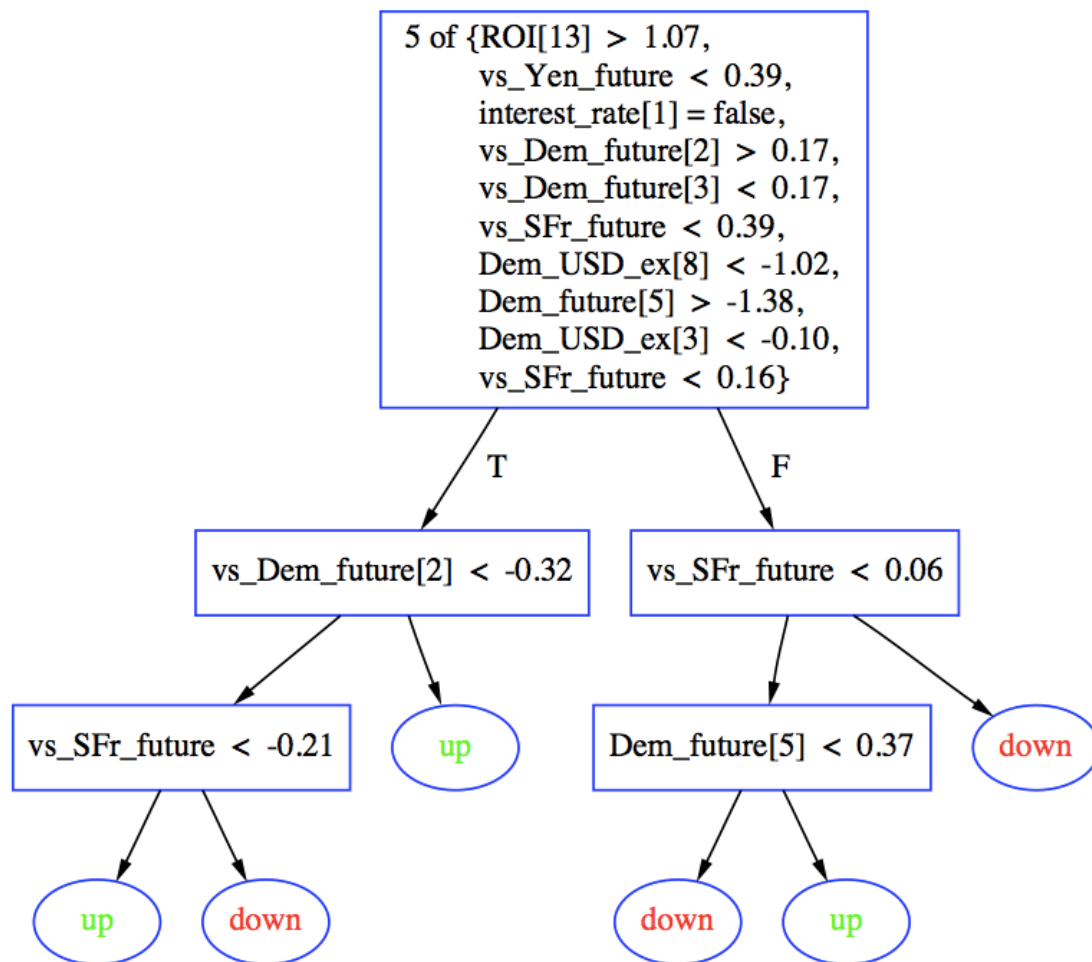 5 of {ROI[13] > 1.07,
vs_Yen_future < 0.39,
interest_rate[1] = false,
vs_Dem_future[2] > 0.17,
vs_Dem_future[3] < 0.17,
vs_SFr_future < 0.39,
Dem_USD_ex[8] < -1.02,
Dem_future[5] > -1.38,
Dem_USD_ex[3] < -0.10,
vs_SFr_future < 0.16}
T
F
vs_Dem_future[2] < -0.32
vs_SFr_future < 0.06
vs_SFr_future < -0.21
up
Dem_future[5] < 0.37
down
up
down
down
up